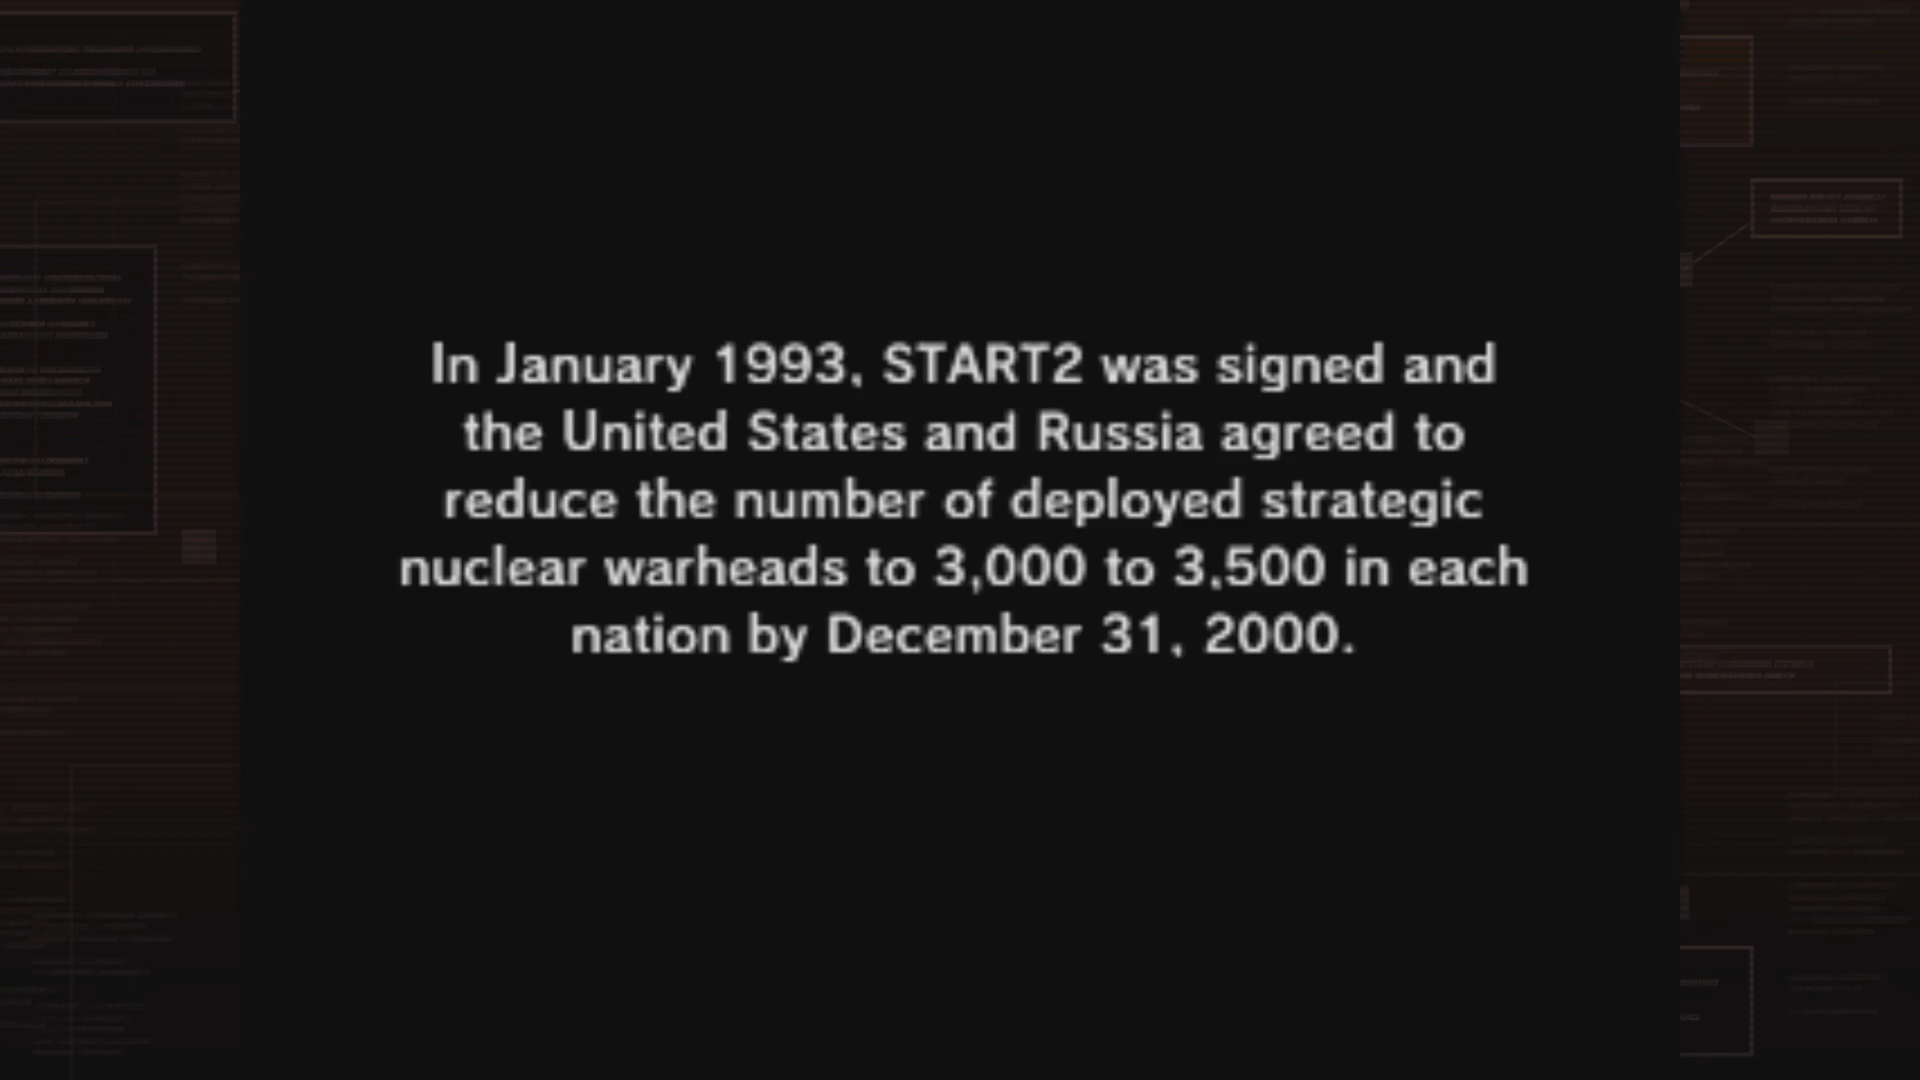 In January 1993, START2 was signed and
the United States and Russia agreed to
reduce the number of deployed strategic
nuclear warheads to 3,000 to 3,500 in each
nation by December 31, 2000.